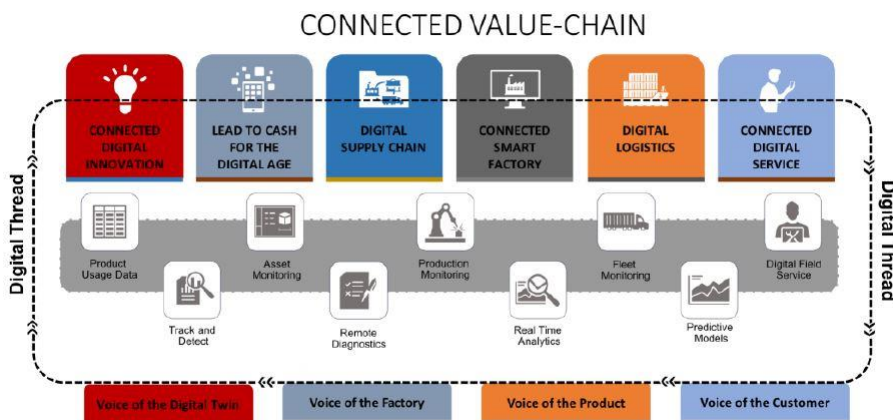 CONNECTED VALUE-CHAIN
CONNECTED
DIGITAL
INNOVATION
LEAD TO CASH
FOR THE
DIGITAL AGE
DIGITAL
SUPPLY CHAIN
CONNECTED
SMART
FACTORY
DIGITAL
LOGISTICS
CONNECTED
DIGITAL
SERVICE
Digital Thread
Digital Thread
Product
Usage Data
Asset
Monitoring
Production
Monitoring
Fleet
Monitoring
Digital Field
Service
Track and
Detect
Remote
Diagnostics
Real Time
Analytics
Predictive
Models
Voice of the Digital Twin
Voice of the Factory
Voice of the Product
Voice of the Customer